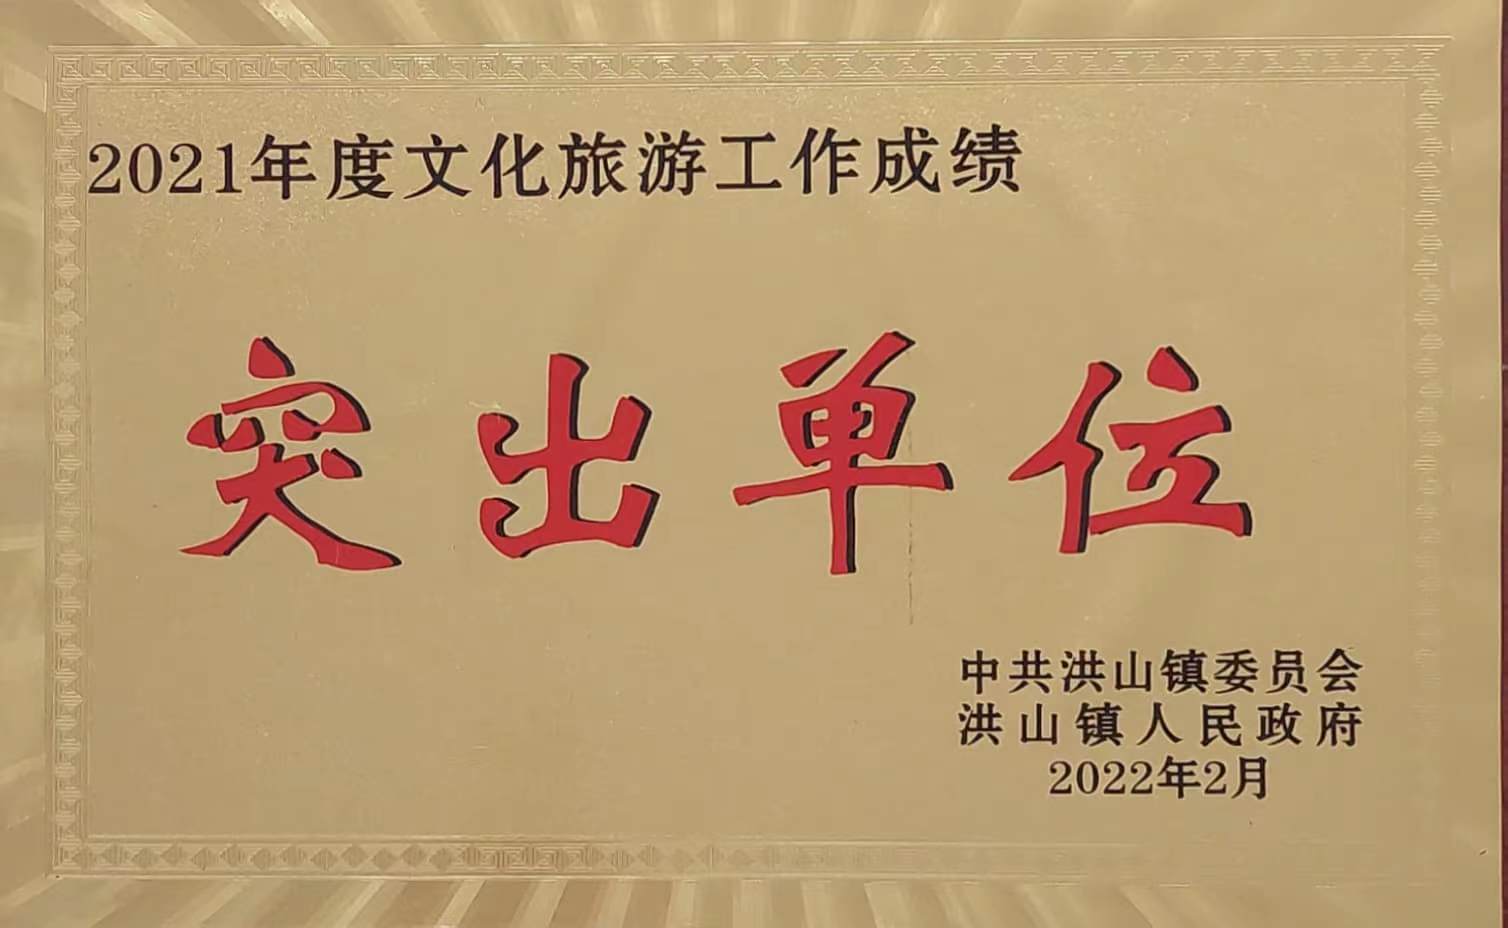 2021年度文化旅游工作成绩
突出单位
中共洪山镇委员会
洪山镇人民政府
2022年2月